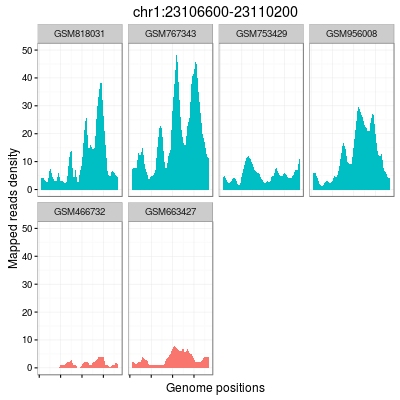 chr1:23106600-23110200
GSM818031 GSM767343 GSM753429 GSM956008
50
40
30
20
10
0
Mapped reads density
GSM466732 GSM663427
50
40
30
20
10
0
Genome positions